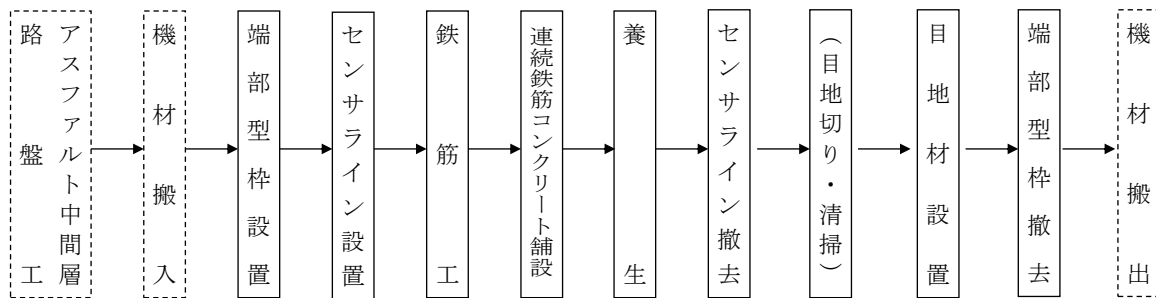 路盤工
アスファルト中間層
機材搬入
端部型枠設置
センサライン設置
鉄筋工
連続鉄筋コンクリート舗設
養生
センサライン撤去
（目地切り・清掃）
目地材設置
端部型枠撤去
機材搬出